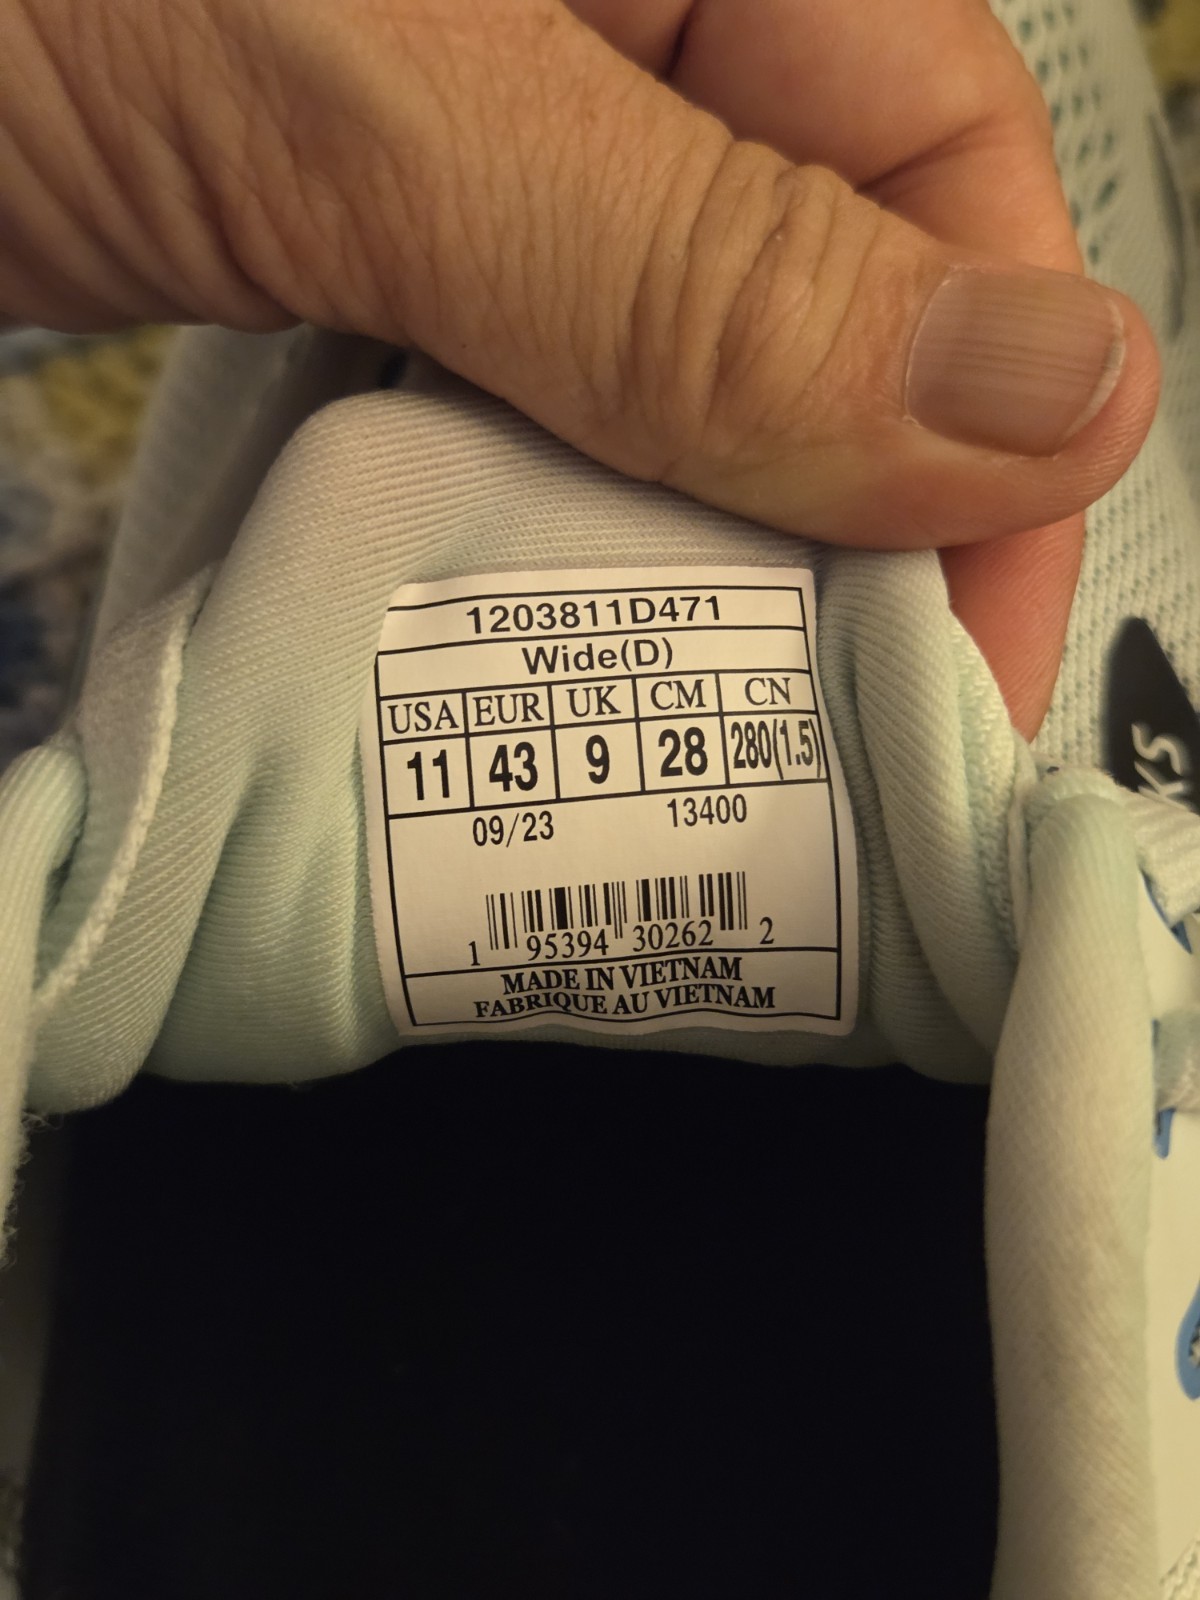 1203811D471
Wide(D)
USA EUR UK CM CN
11 43 9 28 280(1.5)
09/23 13400
1 95394 30262 2
MADE IN VIETNAM
FABRIQUE AU VIETNAM
KS